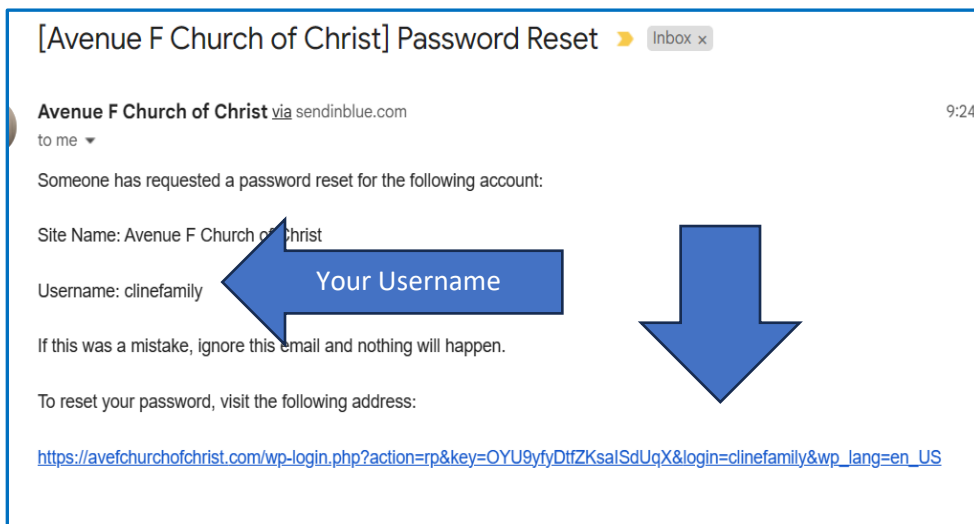 [Avenue F Church of Christ] Password Reset Inbox ×
Avenue F Church of Christ via sendinblue.com 9:24
to me
Someone has requested a password reset for the following account:
Site Name: Avenue F Church of Christ
Your Username
Username: clinefamily
If this was a mistake, ignore this email and nothing will happen.
To reset your password, visit the following address:
https://avefchurchofchrist.com/wp-login.php?action=rp&key=OYU9yfyDtfZKsaISdUqX&login=clinefamily&wp_lang=en_US